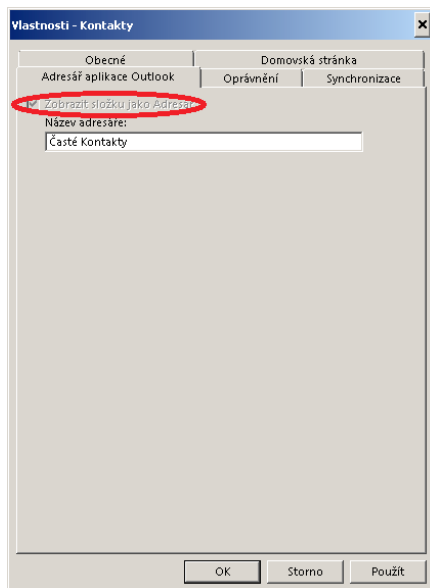 Vlastnosti - Kontakty
Obecné
Domovská stránka
Adresář aplikace Outlook
Oprávnění
Synchronizace
Zobrazit složku jako Adresář
Název adresáře:
Časté Kontakty
OK
Storno
Použít